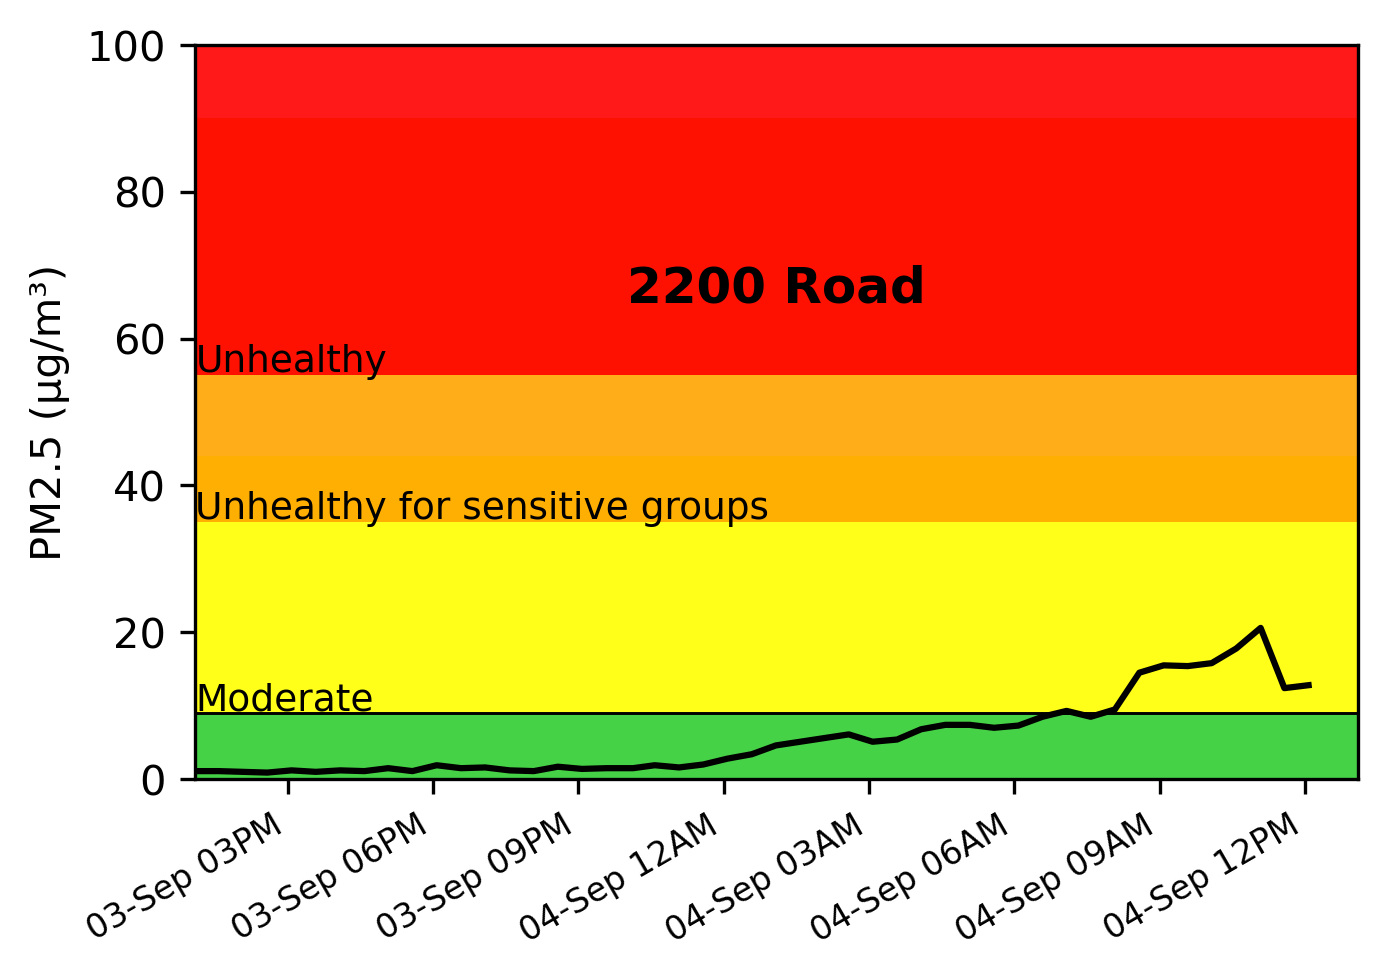 100
80
60
40
20
0
PM2.5 (µg/m³)
2200 Road
Unhealthy
Unhealthy for sensitive groups
Moderate
03-Sep 03PM
03-Sep 06PM
03-Sep 09PM
04-Sep 12AM
04-Sep 03AM
04-Sep 06AM
04-Sep 09AM
04-Sep 12PM